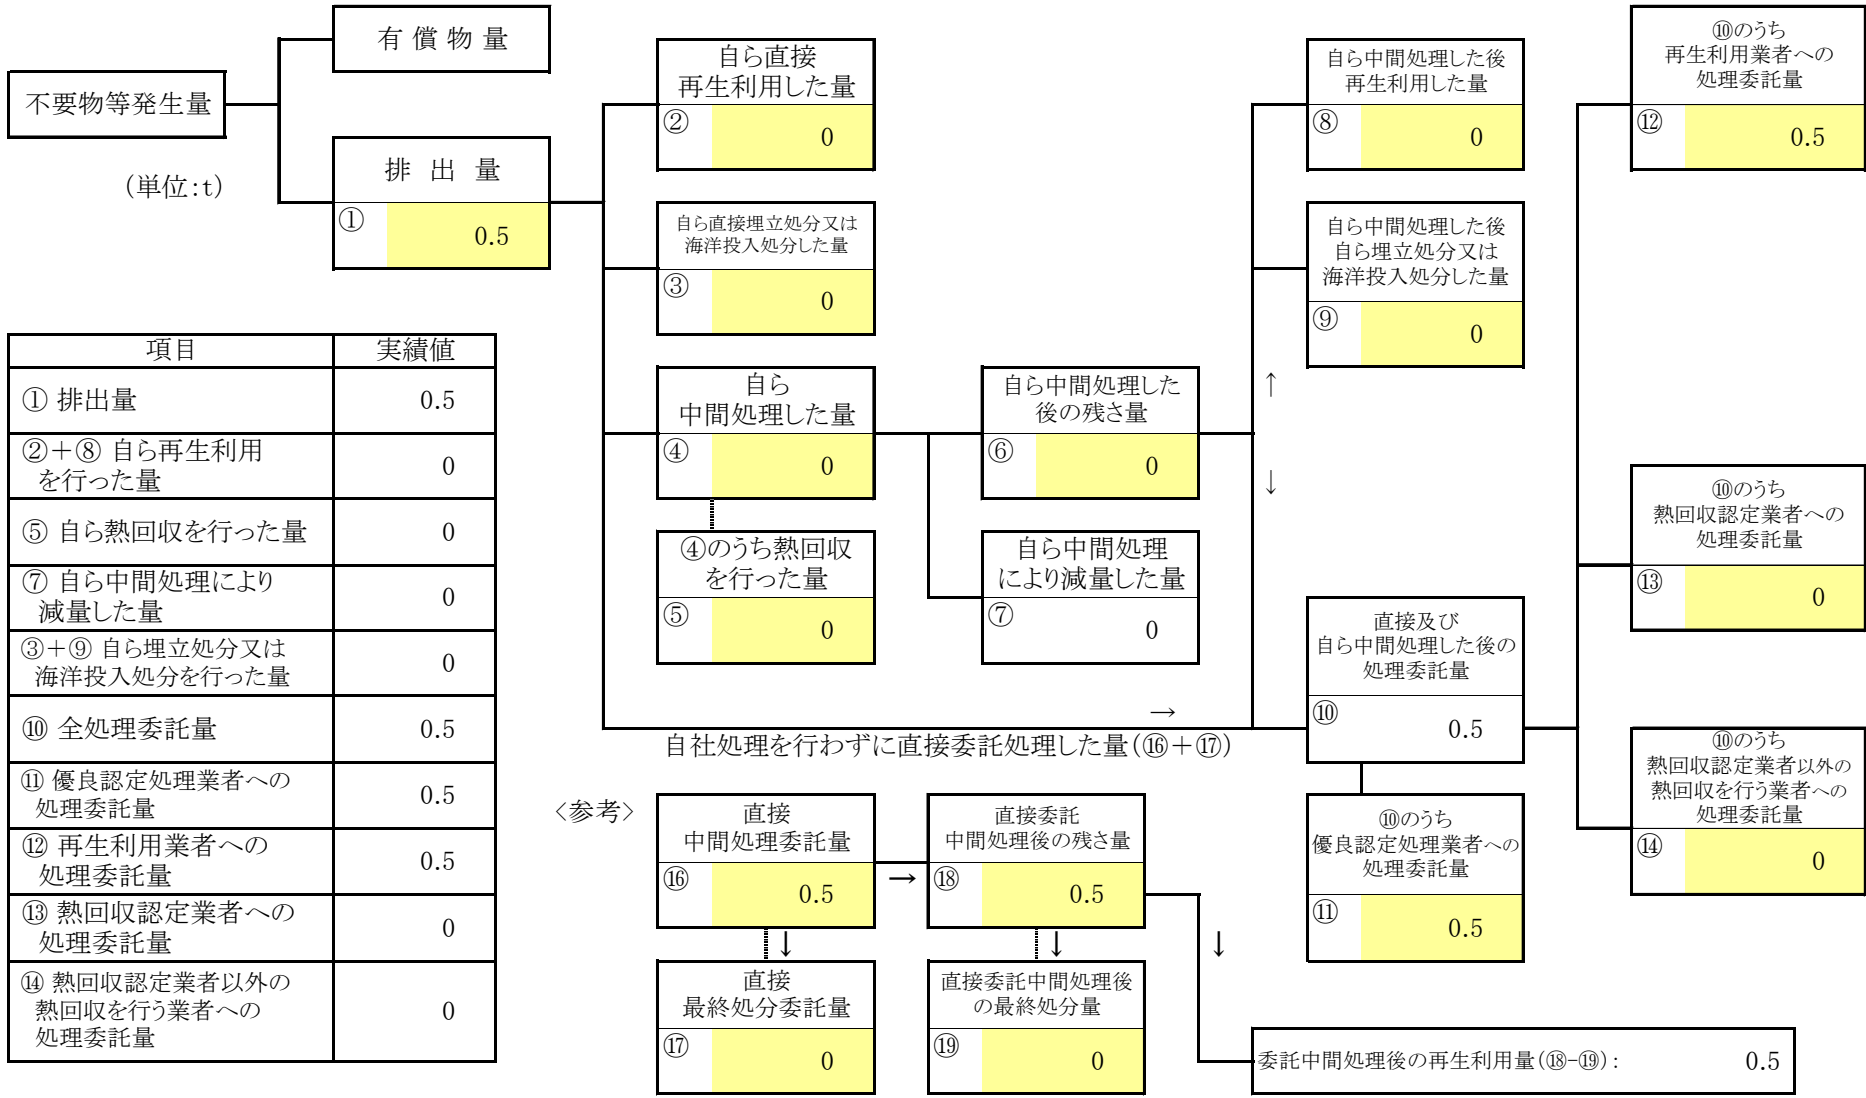 有 償 物 量
不要物等発生量
(単位:t)
排 出 量
①
0.5
自ら直接
再生利用した量
②
0
自ら直接埋立処分又は
海洋投入処分した量
③
0
自ら
中間処理した量
④
0
④のうち熱回収
を行った量
⑤
0
自ら中間処理した
後の残さ量
⑥
0
自ら中間処理
により減量した量
⑦
0
自ら中間処理した後
再生利用した量
⑧
0
自ら中間処理した後
自ら埋立処分又は
海洋投入処分した量
⑨
0
↑
↓
→
自社処理を行わずに直接委託処理した量(⑯+⑰)
直接及び
自ら中間処理した後の
処理委託量
⑩
0.5
⑩のうち
優良認定処理業者への
処理委託量
⑪
0.5
⑩のうち
再生利用業者への
処理委託量
⑫
0.5
⑩のうち
熱回収認定業者への
処理委託量
⑬
0
⑩のうち
熱回収認定業者以外の
熱回収を行う業者への
処理委託量
⑭
0
項目 実績値
① 排出量 0.5
②+⑧ 自ら再生利用
を行った量 0
⑤ 自ら熱回収を行った量 0
⑦ 自ら中間処理により
減量した量 0
③+⑨ 自ら埋立処分又は
海洋投入処分を行った量 0
⑩ 全処理委託量 0.5
⑪ 優良認定処理業者への
処理委託量 0.5
⑫ 再生利用業者への
処理委託量 0.5
⑬ 熱回収認定業者への
処理委託量 0
⑭ 熱回収認定業者以外の
熱回収を行う業者への
処理委託量 0
<参考>
直接
中間処理委託量
⑯
0.5
→
直接委託
中間処理後の残さ量
⑱
0.5
↓
↓
↓
直接
最終処分委託量
⑰
0
直接委託中間処理後
の最終処分量
⑲
0
委託中間処理後の再生利用量(⑱-⑲): 0.5